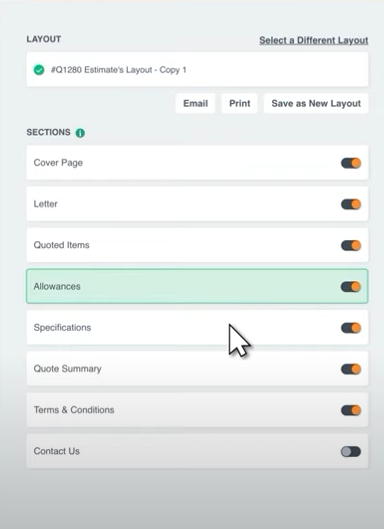 LAYOUT
Select a Different Layout
#Q1280 Estimate's Layout - Copy 1
Email
Print
Save as New Layout
SECTIONS
Cover Page
Letter
Quoted Items
Allowances
Specifications
Quote Summary
Terms & Conditions
Contact Us